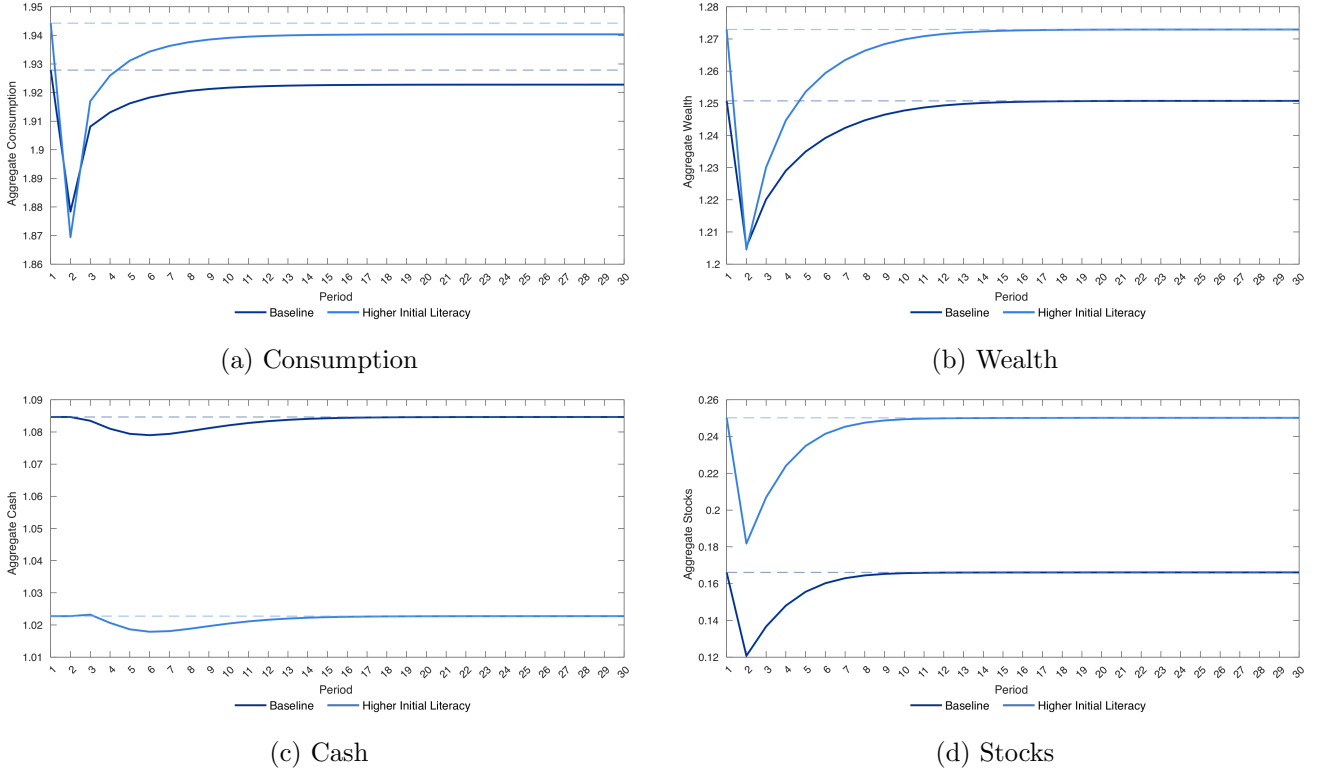 1.95
1.94
1.93
1.92
1.91
1.9
1.89
1.88
1.87
1.86
Aggregate Consumption
1 2 3 4 5 6 7 8 9 10 11 12 13 14 15 16 17 18 19 20 21 22 23 24 25 26 27 28 29 30
Period
Baseline Higher Initial Literacy
(a) Consumption
1.28
1.27
1.26
1.25
1.24
1.23
1.22
1.21
1.2
Aggregate Wealth
1 2 3 4 5 6 7 8 9 10 11 12 13 14 15 16 17 18 19 20 21 22 23 24 25 26 27 28 29 30
Period
Baseline Higher Initial Literacy
(b) Wealth
1.09
1.08
1.07
1.06
1.05
1.04
1.03
1.02
1.01
Aggregate Cash
1 2 3 4 5 6 7 8 9 10 11 12 13 14 15 16 17 18 19 20 21 22 23 24 25 26 27 28 29 30
Period
Baseline Higher Initial Literacy
(c) Cash
0.26
0.24
0.22
0.2
0.18
0.16
0.14
0.12
Aggregate Stocks
1 2 3 4 5 6 7 8 9 10 11 12 13 14 15 16 17 18 19 20 21 22 23 24 25 26 27 28 29 30
Period
Baseline Higher Initial Literacy
(d) Stocks